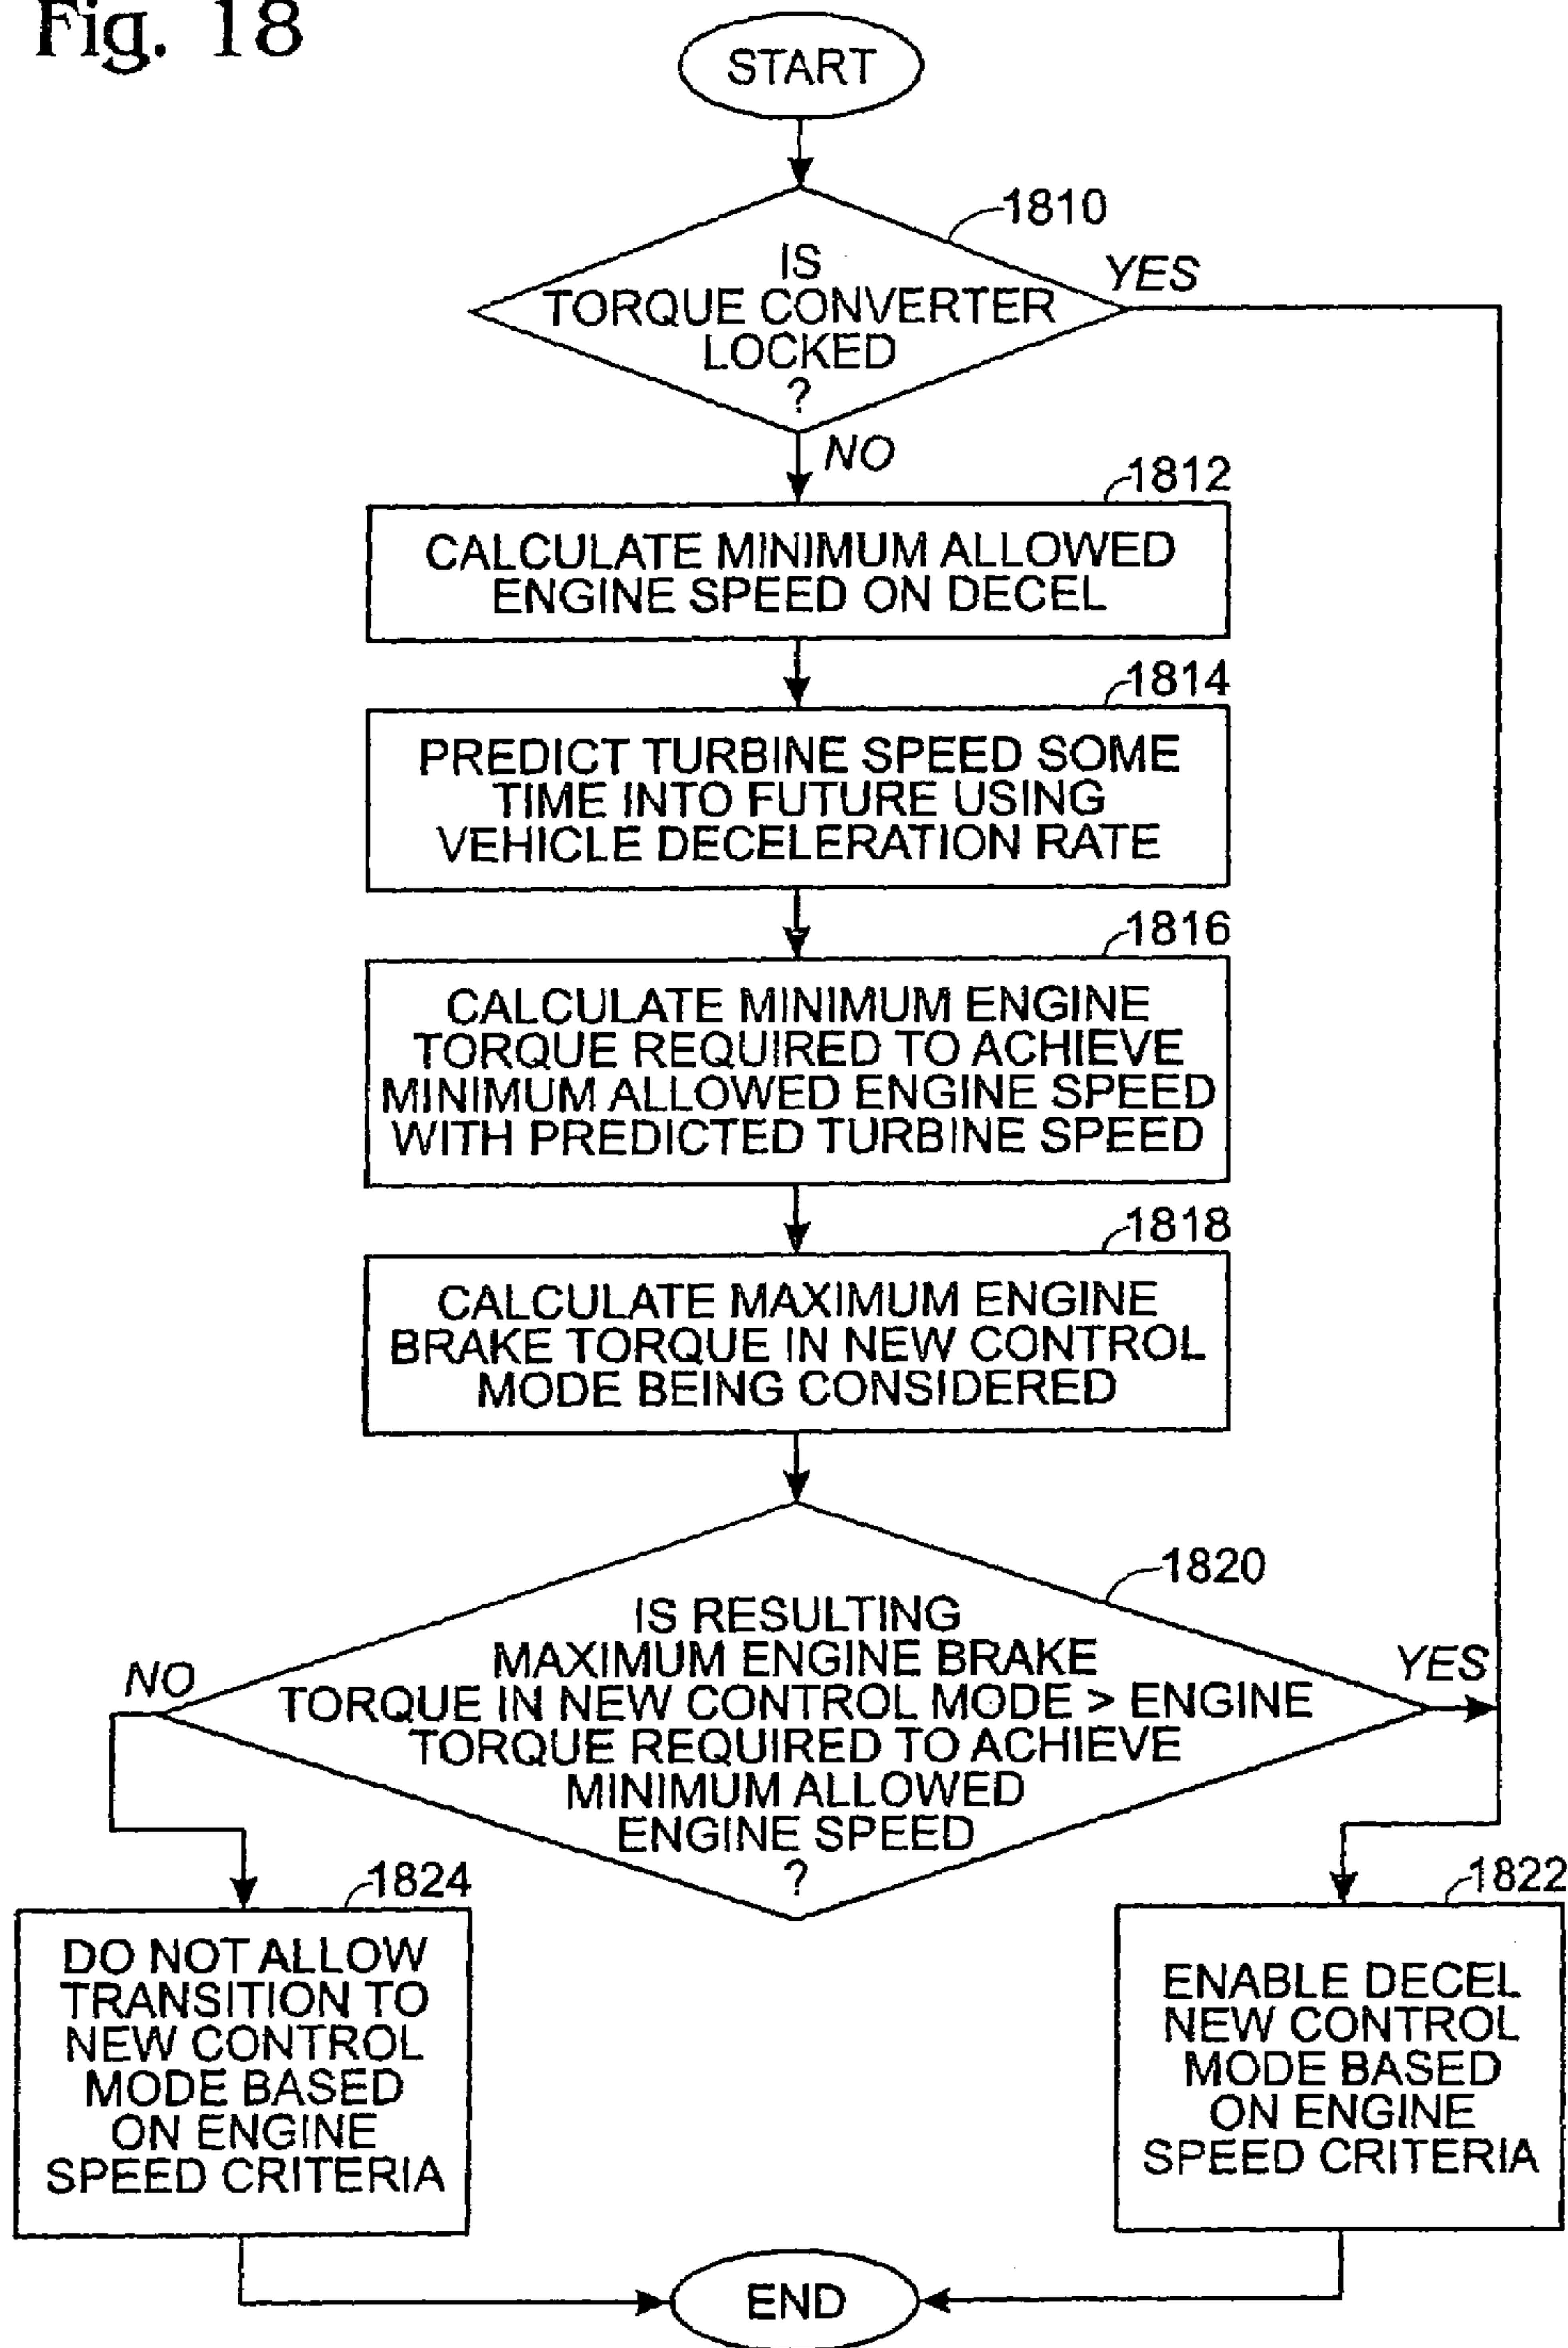 Fig. 18
START
1810
IS
TORQUE CONVERTER
LOCKED
?
YES
NO
1812
CALCULATE MINIMUM ALLOWED
ENGINE SPEED ON DECEL
1814
PREDICT TURBINE SPEED SOME
TIME INTO FUTURE USING
VEHICLE DECELERATION RATE
1816
CALCULATE MINIMUM ENGINE
TORQUE REQUIRED TO ACHIEVE
MINIMUM ALLOWED ENGINE SPEED
WITH PREDICTED TURBINE SPEED
1818
CALCULATE MAXIMUM ENGINE
BRAKE TORQUE IN NEW CONTROL
MODE BEING CONSIDERED
1820
IS RESULTING
MAXIMUM ENGINE BRAKE
TORQUE IN NEW CONTROL MODE > ENGINE
TORQUE REQUIRED TO ACHIEVE
MINIMUM ALLOWED
ENGINE SPEED
?
NO
YES
1824
DO NOT ALLOW
TRANSITION TO
NEW CONTROL
MODE BASED
ON ENGINE
SPEED CRITERIA
1822
ENABLE DECEL
NEW CONTROL
MODE BASED
ON ENGINE
SPEED CRITERIA
END